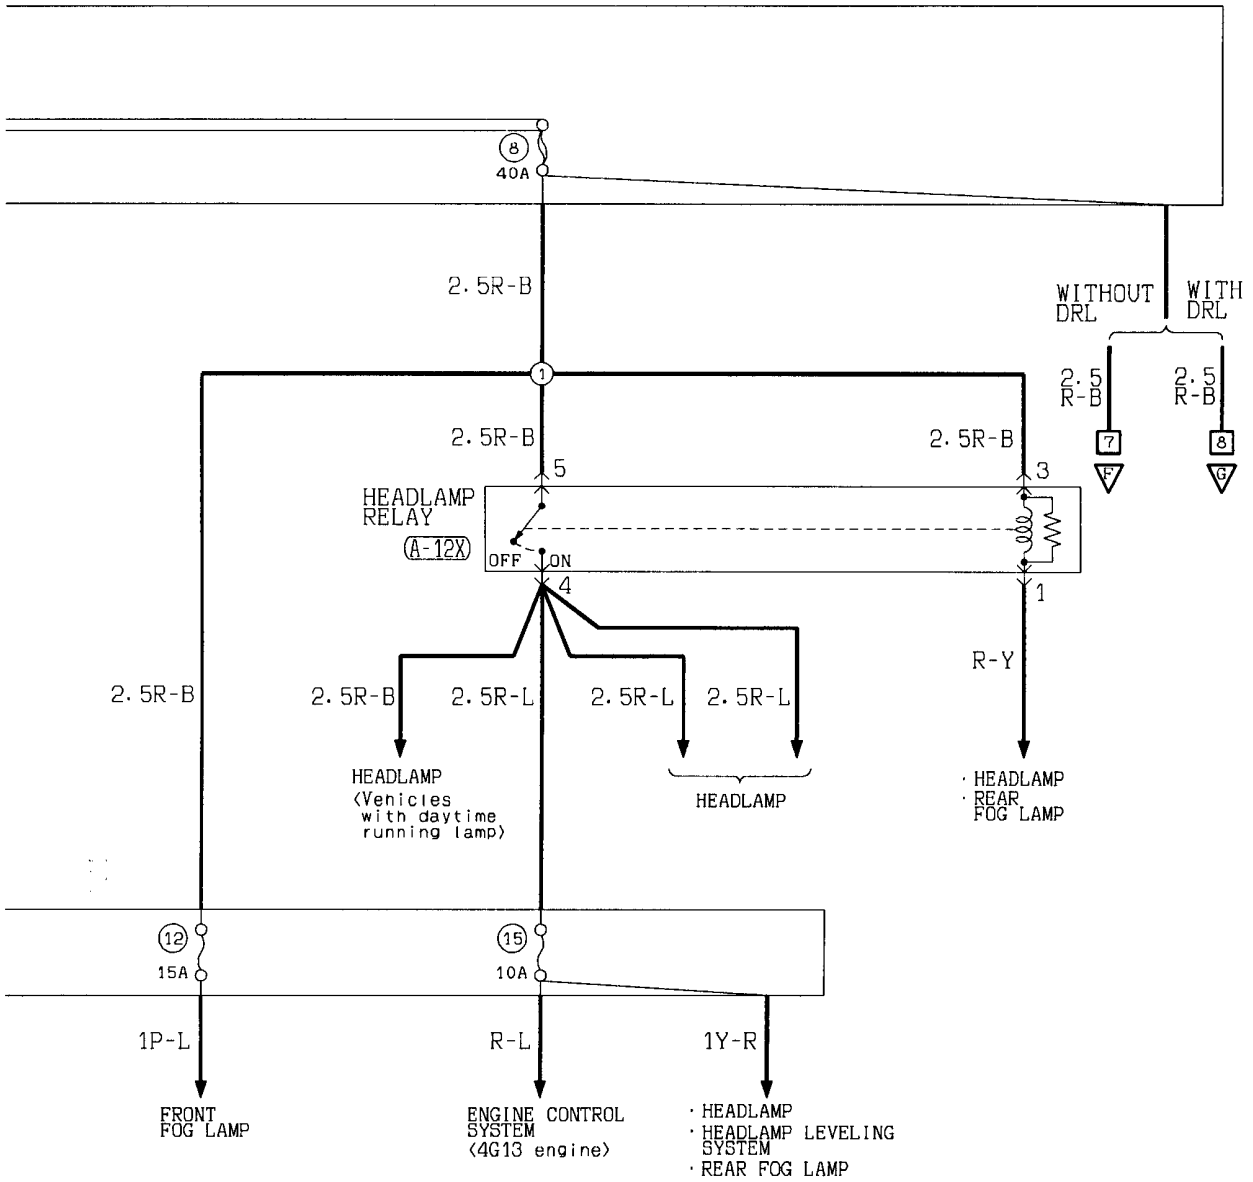 8
40A
2.5R-B
WITHOUT
DRL
WITH
DRL
1
2.5
R-B
2.5
R-B
2.5R-B
2.5R-B
7
8
F
G
5
3
HEADLAMP
RELAY
A-12X
OFF
ON
4
1
R-Y
2.5R-B
2.5R-B
2.5R-L
2.5R-L
2.5R-L
HEADLAMP
<Vehicles
with daytime
running lamp>
HEADLAMP
· HEADLAMP
· REAR
FOG LAMP
12
15A
15
10A
1P-L
R-L
1Y-R
FRONT
FOG LAMP
ENGINE CONTROL
SYSTEM
<4G13 engine>
· HEADLAMP
· HEADLAMP LEVELING
SYSTEM
· REAR FOG LAMP